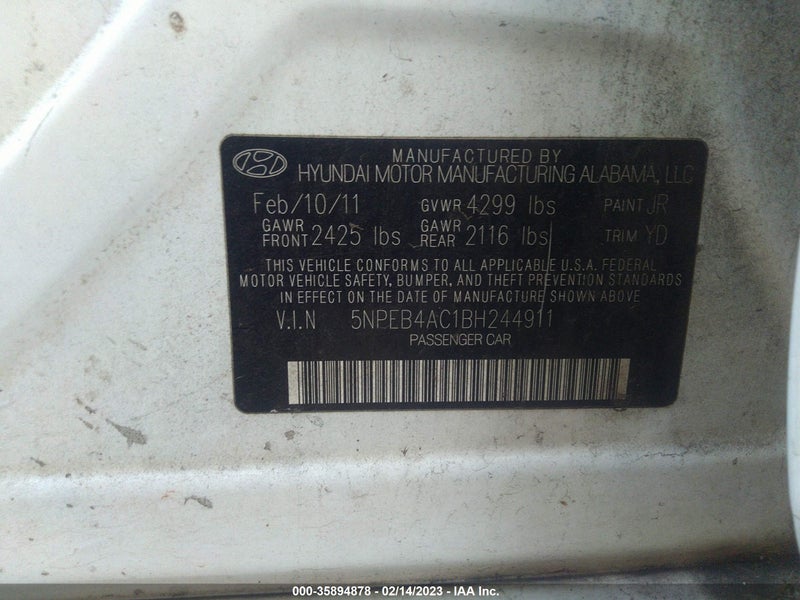 MANUFACTURED BY
HYUNDAI MOTOR MANUFACTURING ALABAMA, LLC
Feb/10/11 GVWR 4299 lbs PAINT JR
GAWR FRONT 2425 lbs GAWR REAR 2116 lbs TRIM YD
THIS VEHICLE CONFORMS TO ALL APPLICABLE U.S.A. FEDERAL
MOTOR VEHICLE SAFETY, BUMPER, AND THEFT PREVENTION STANDARDS
IN EFFECT ON THE DATE OF MANUFACTURE SHOWN ABOVE
V.I.N 5NPEB4AC1BH244911
PASSENGER CAR
000-35894878 - 02/14/2023 - IAA Inc.